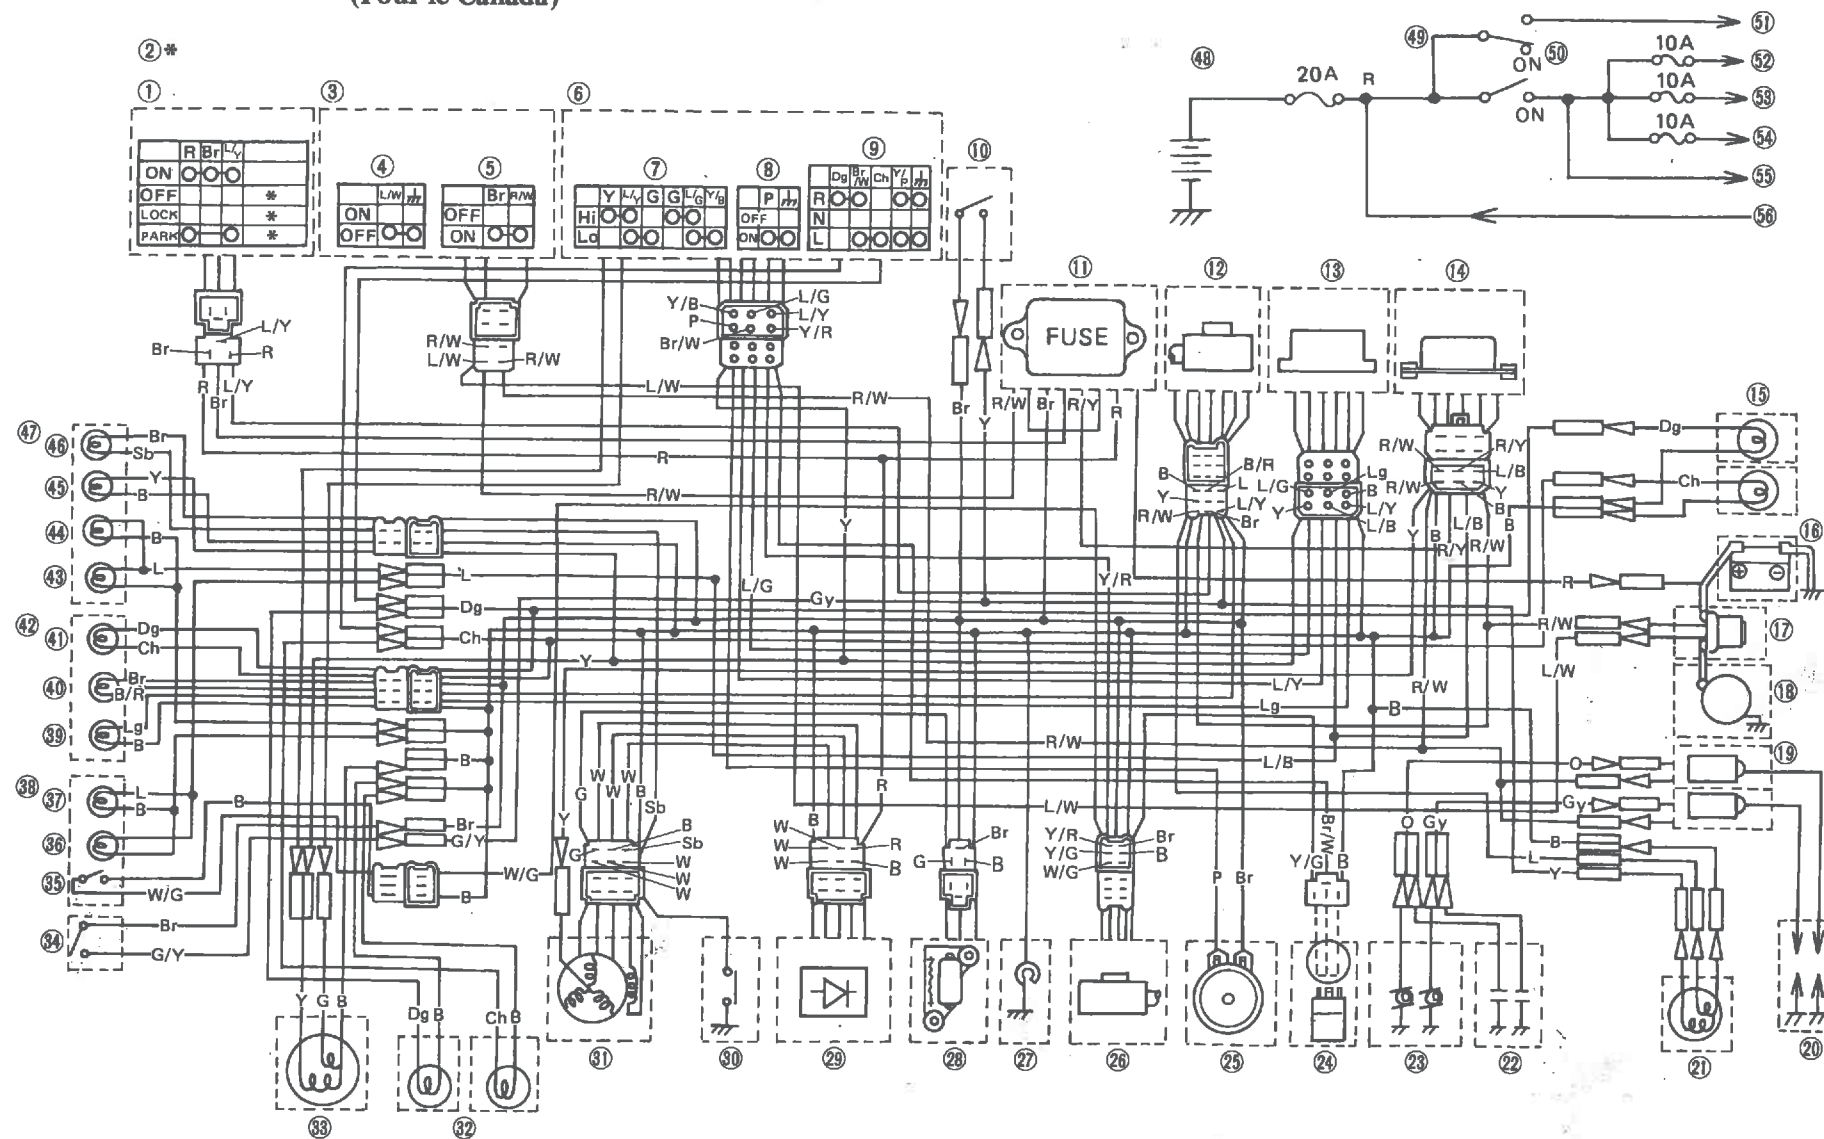 (Pour le Canada)
②*
① ③ ⑥
R Br L/Y
ON
OFF *
LOCK *
PARK *
④
L/W
ON
OFF
⑤
Br R/W
OFF
ON
⑦
Y L/Y G G L/G Y/B
Hi
Lo
⑧
P
OFF
ON
⑨
Dg Br/W Ch Y/P
R
N
L
⑩
㊽
20A R
㊾ ㊿
ON
ON
10A
10A
10A
51
52
53
54
55
56
⑪ ⑫ ⑬ ⑭
FUSE
L/Y
Br R
R L/Y
Br
R/W
L/W R/W
Y/B L/G
P L/Y
Br/W Y/R
L/W
R/W
Br
Y
R/W Br R/Y R
R
R/W
B B/R
L
Y L/Y
R/W Br
Lg
L/G B
Y L/Y
L/B
R/W R/Y
L/B
R/W Y
B
Y B R/Y L/B R/W B
⑮
Dg
Ch
⑯
R
R/W ⑰
L/W
⑱
⑲
O
Gy
B
L
Y
⑳
㊼
㊻ Br
Sb
㊺ Y
B
㊹ B
㊸ L
L
Dg
Ch
㊷
㊶ Dg
Ch
㊵ Br
B/R
㊴ Lg
B
B
㊳
㊲ L
B
B
㊱
Br
G/Y
㉟ W/G
W/G
B
㉞ Br
G/Y
Y
L/G
Y/R
Gy
Y
L/Y
Lg
B
R/W
R/W
L/B
L/W
R
Y
G W W W B Sb
G B
Sb
W
W
W
B
W R
W
W B
Br
G B
Y/R Br
Y/G B
W/G
P Br
Br/W
Y/G B
O Gy
Y G B
Dg B
Ch B
㉝ ㉜ ㉛ ㉚ ㉙ ㉘ ㉗ ㉖ ㉕ ㉔ ㉓ ㉒ ㉑